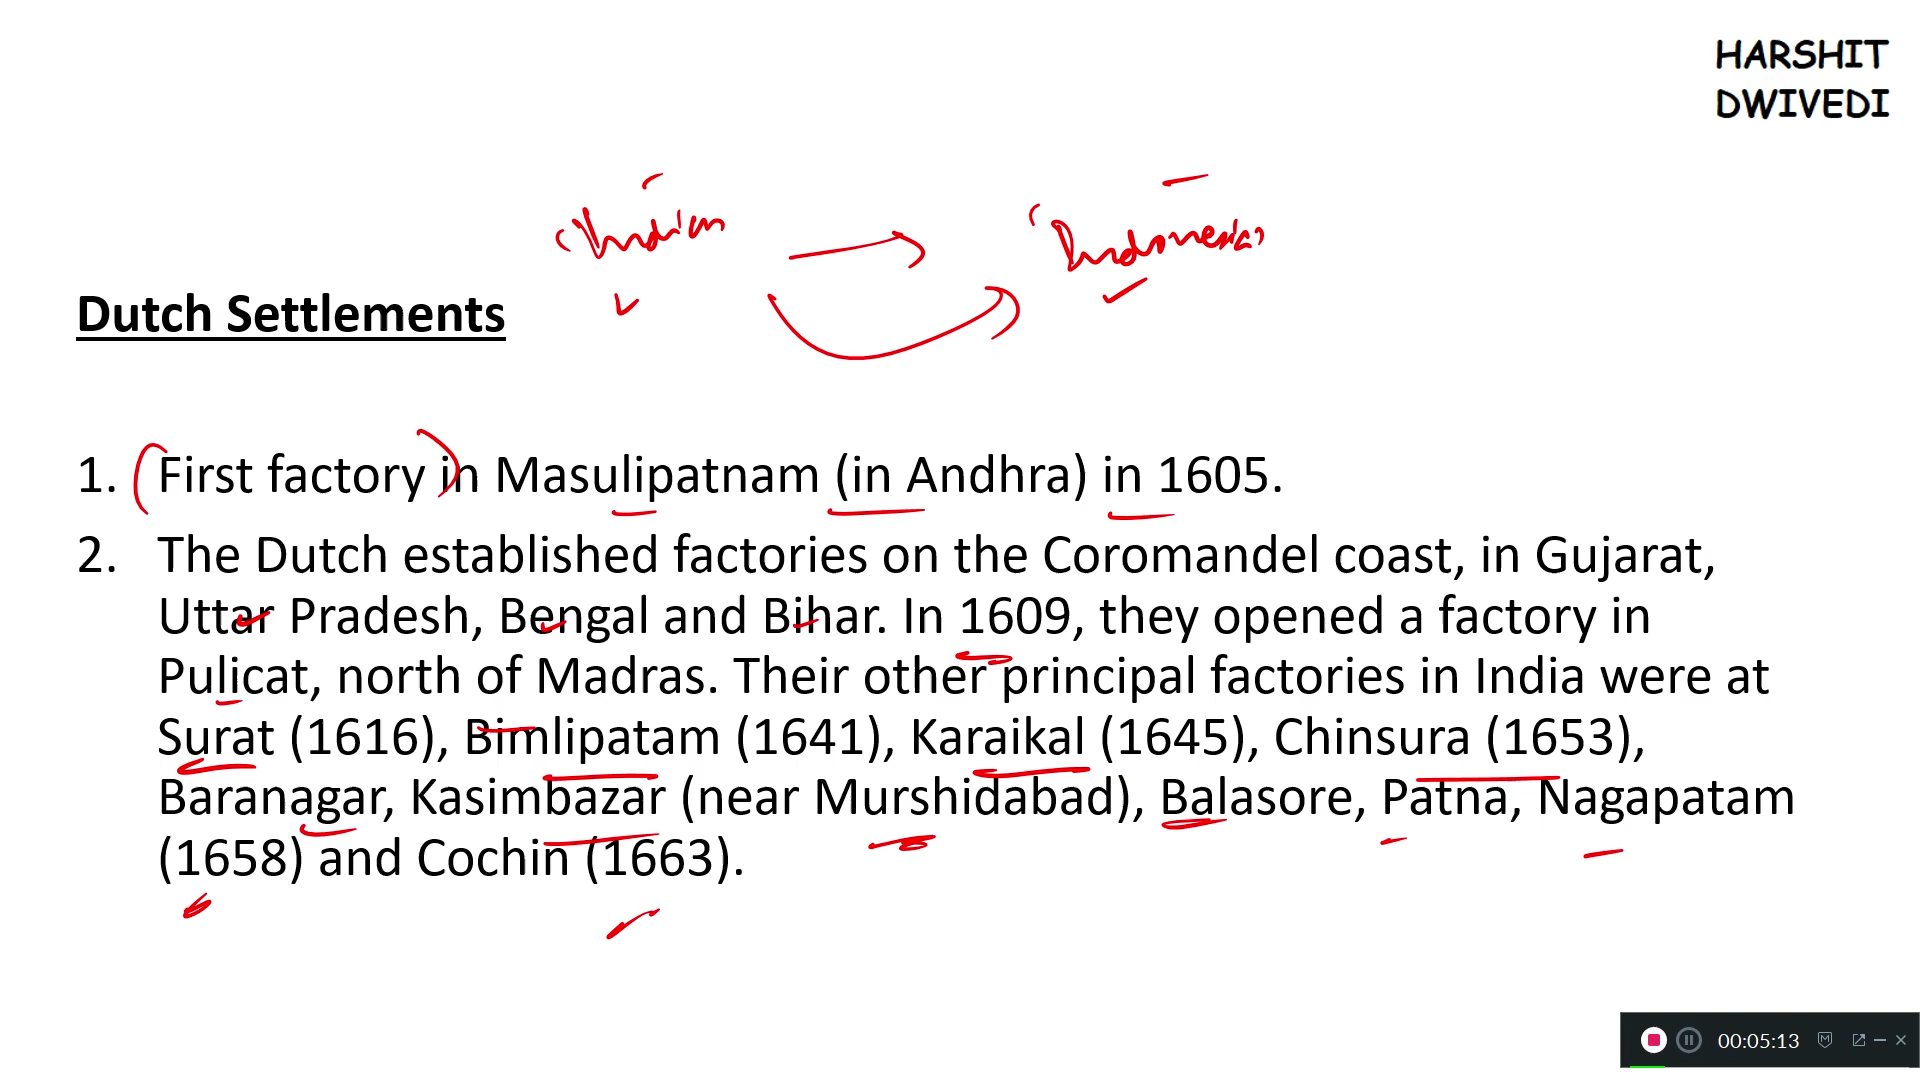 HARSHIT
DWIVEDI
Indian
Indonesia
Dutch Settlements
1. First factory in Masulipatnam (in Andhra) in 1605.
2. The Dutch established factories on the Coromandel coast, in Gujarat,
Uttar Pradesh, Bengal and Bihar. In 1609, they opened a factory in
Pulicat, north of Madras. Their other principal factories in India were at
Surat (1616), Bimlipatam (1641), Karaikal (1645), Chinsura (1653),
Baranagar, Kasimbazar (near Murshidabad), Balasore, Patna, Nagapatam
(1658) and Cochin (1663).
00:05:13